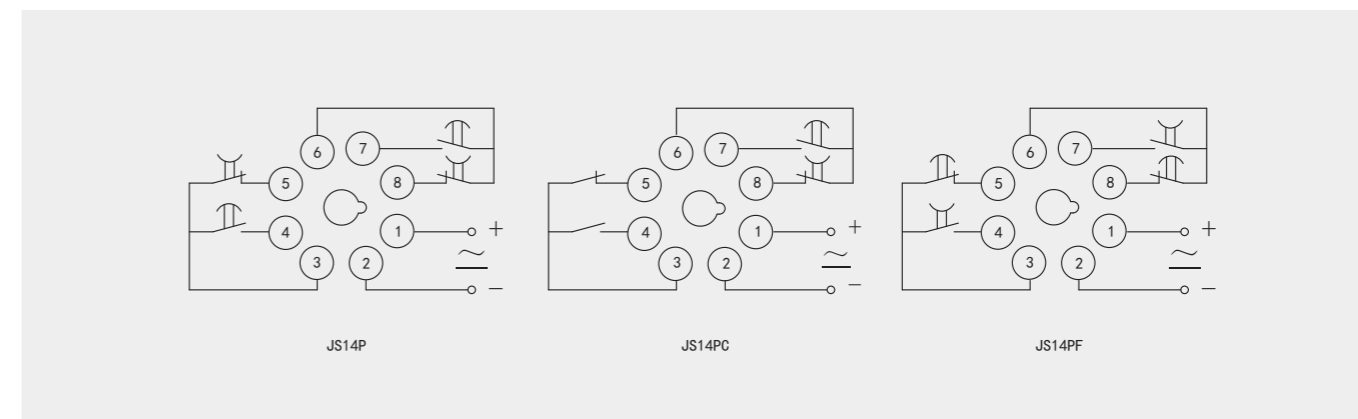 6 7 6 7 6 7
5 8 5 8 5 8
4 1 + 4 1 + 4 1 +
3 2 ~ 3 2 ~ 3 2 ~
− − −
JS14P JS14PC JS14PF